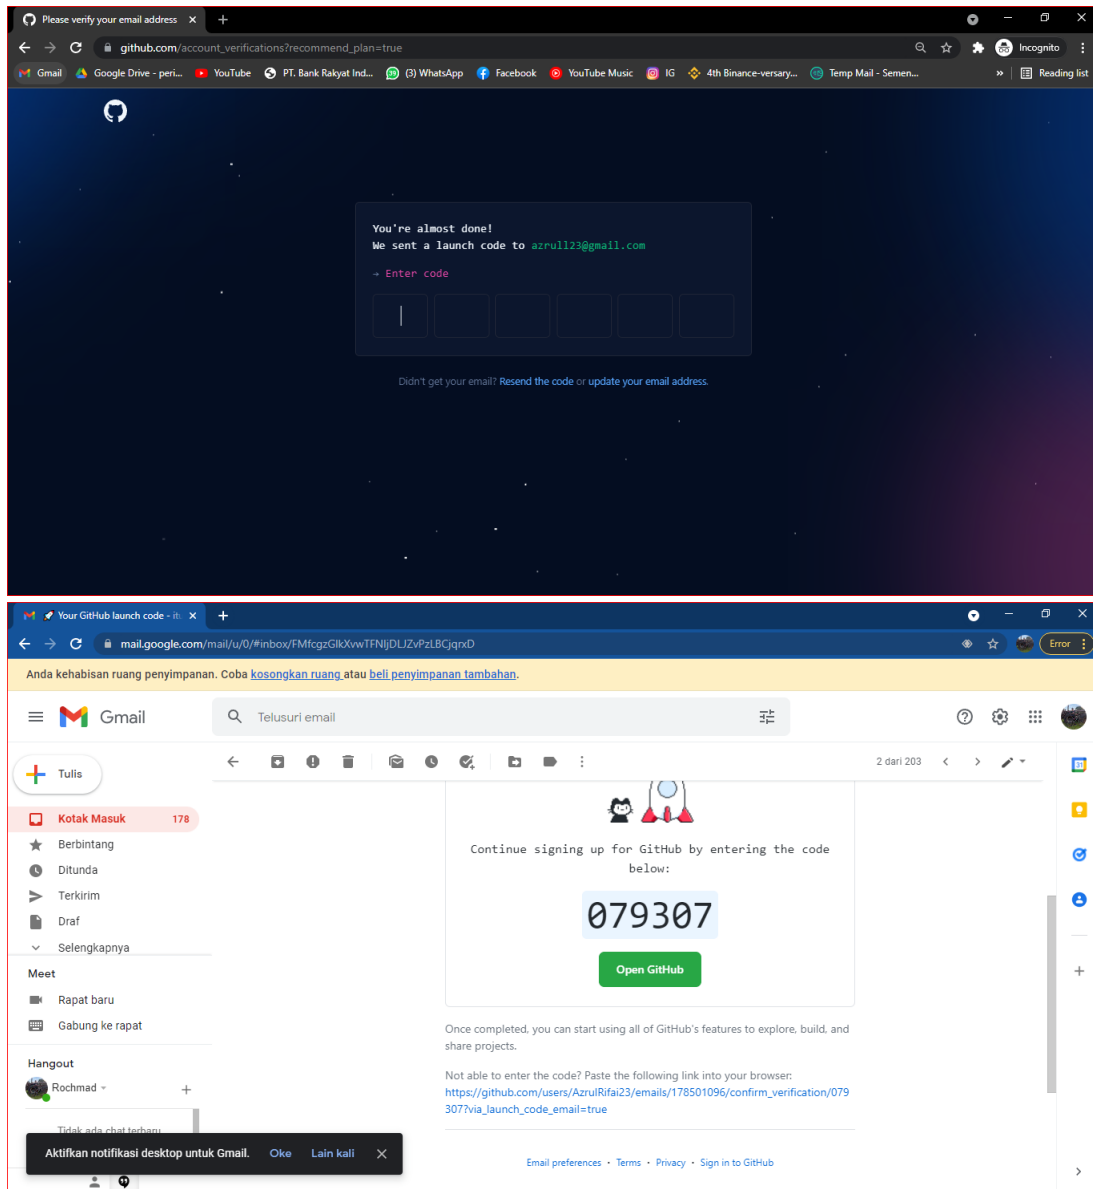 Please verify your email address
github.com/account_verifications?recommend_plan=true
Incognito
Gmail
Google Drive - peri...
YouTube
PT. Bank Rakyat Ind...
(3) WhatsApp
Facebook
YouTube Music
IG
4th Binance-versary...
Temp Mail - Semen...
»
Reading list
You're almost done!
We sent a launch code to azrull23@gmail.com
→ Enter code
Didn't get your email? Resend the code or update your email address.
Your GitHub launch code - it
mail.google.com/mail/u/0/#inbox/FMfcgzGlkXvwTFNljDLJZvPzLBCjqrxD
Error
Anda kehabisan ruang penyimpanan. Coba kosongkan ruang atau beli penyimpanan tambahan.
Gmail
Telusuri email
Tulis
2 dari 203
Kotak Masuk 178
Berbintang
Ditunda
Terkirim
Draf
Selengkapnya
Meet
Rapat baru
Gabung ke rapat
Hangout
Rochmad
Tidak ada chat terbaru
Aktifkan notifikasi desktop untuk Gmail. Oke Lain kali
Continue signing up for GitHub by entering the code
below:
079307
Open GitHub
Once completed, you can start using all of GitHub's features to explore, build, and
share projects.
Not able to enter the code? Paste the following link into your browser:
https://github.com/users/AzrulRifai23/emails/178501096/confirm_verification/079
307?via_launch_code_email=true
Email preferences • Terms • Privacy • Sign in to GitHub
31